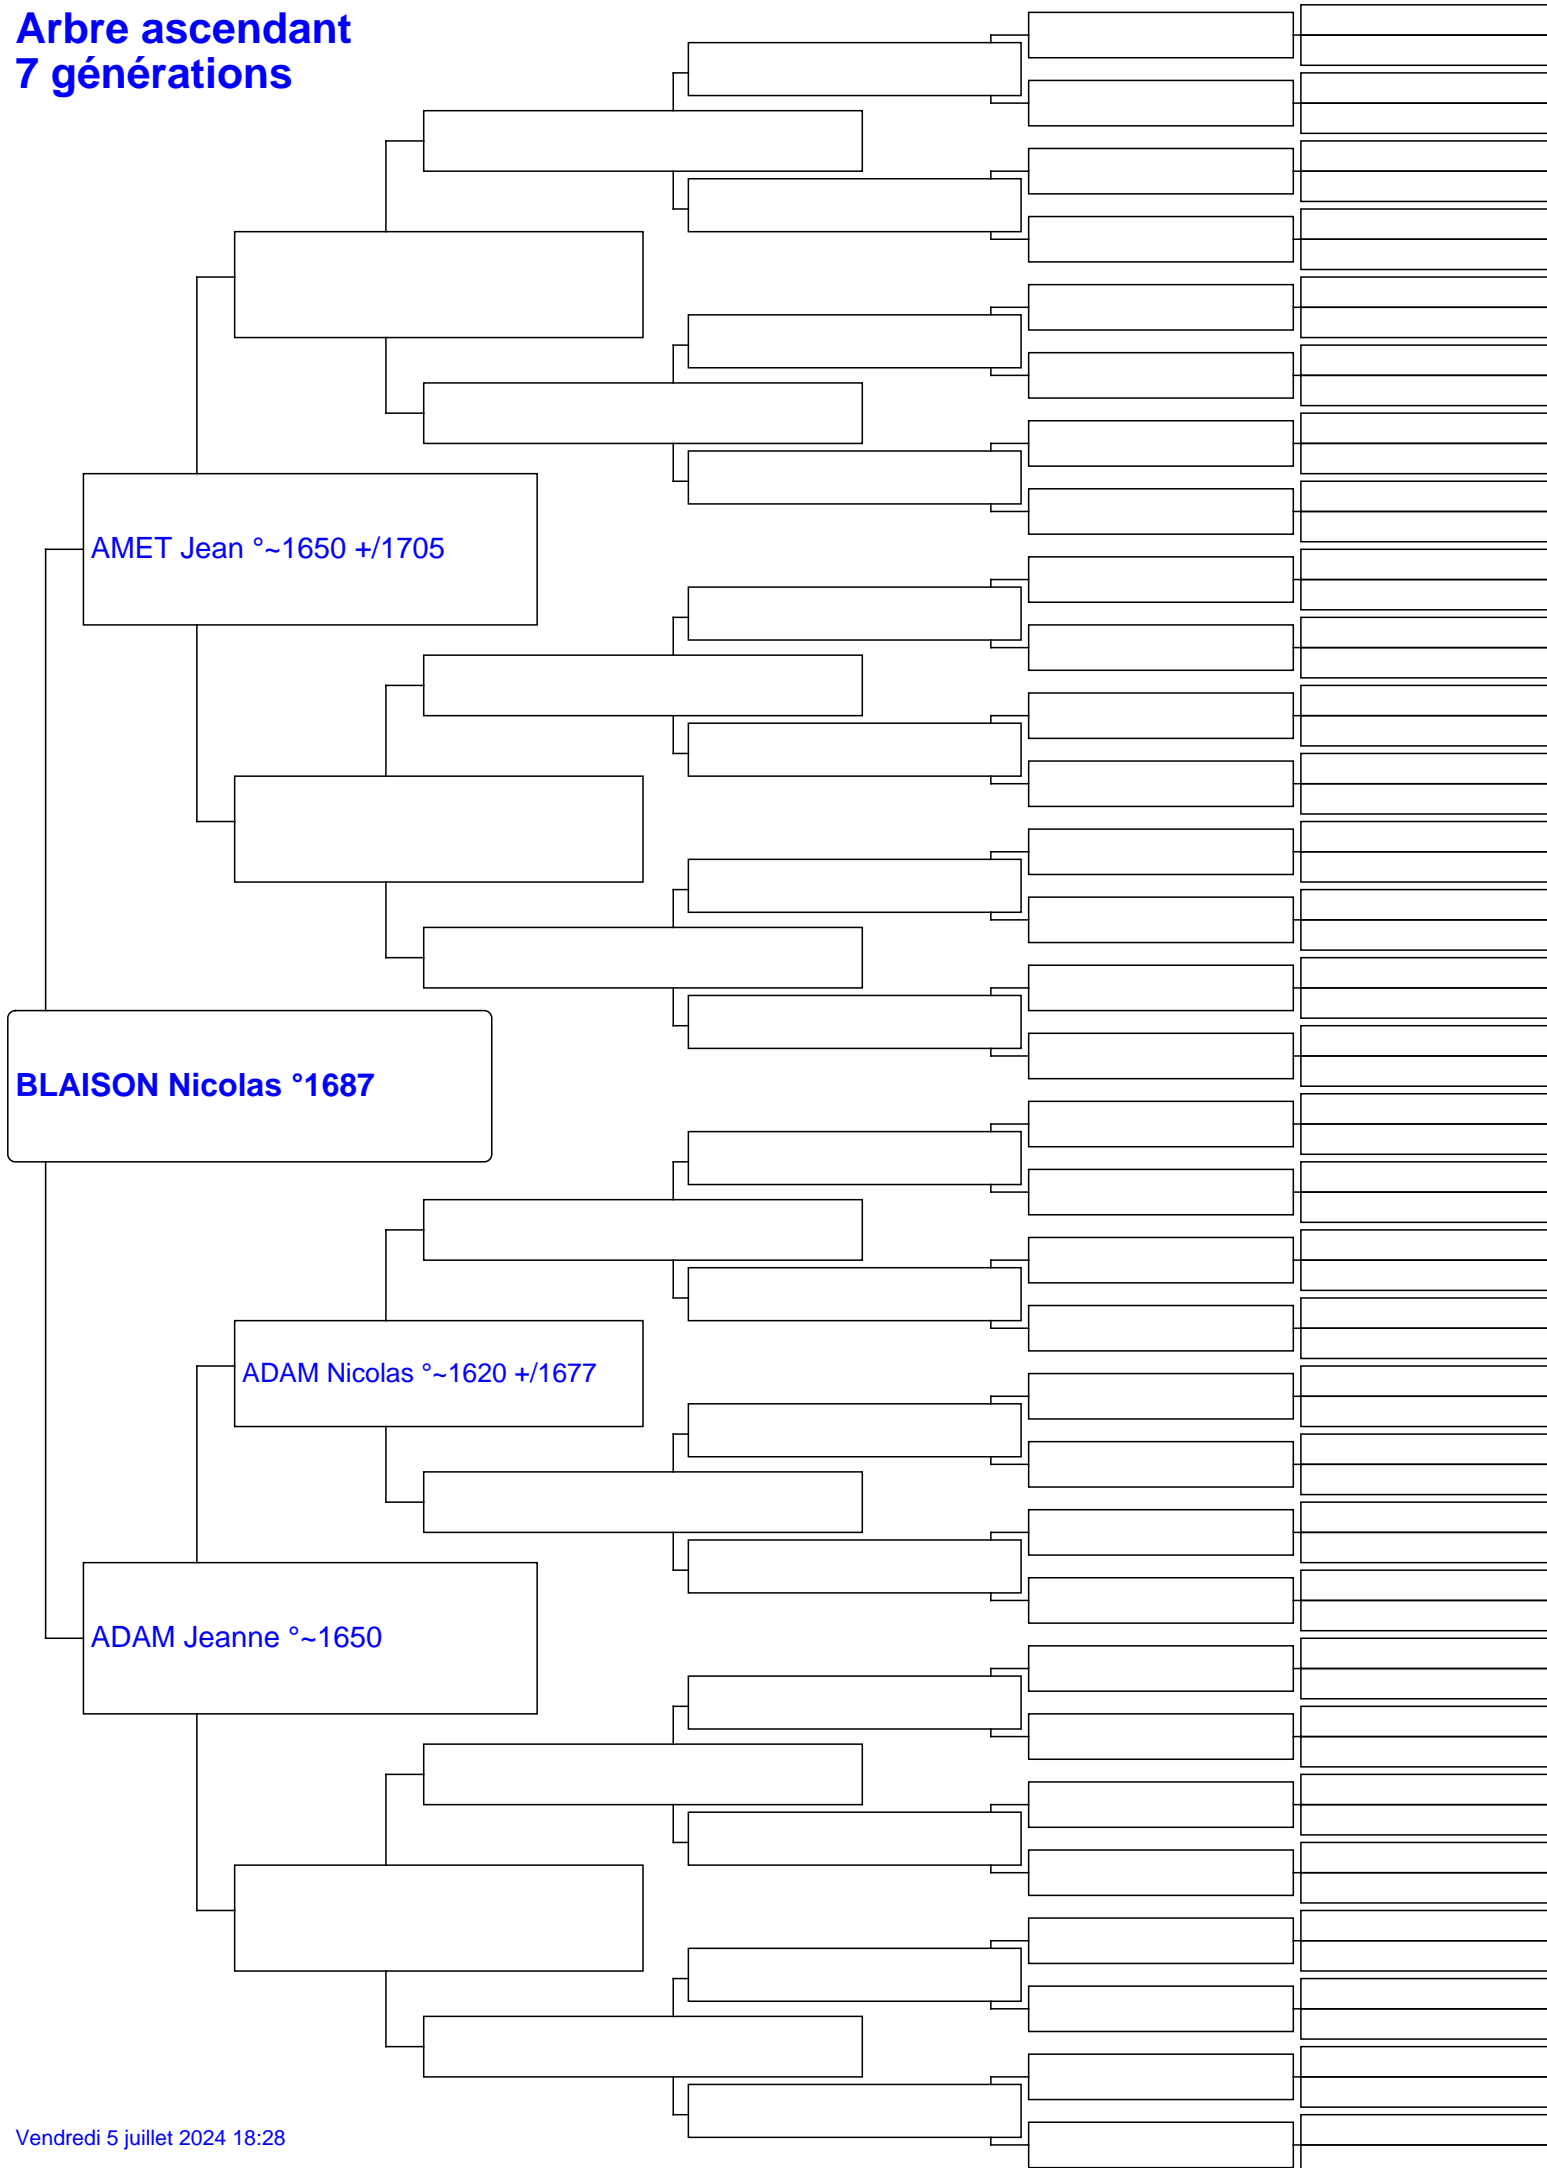 Arbre ascendant
7 générations
AMET Jean °~1650 +/1705
BLAISON Nicolas °1687
ADAM Nicolas °~1620 +/1677
ADAM Jeanne °~1650
Vendredi 5 juillet 2024 18:28